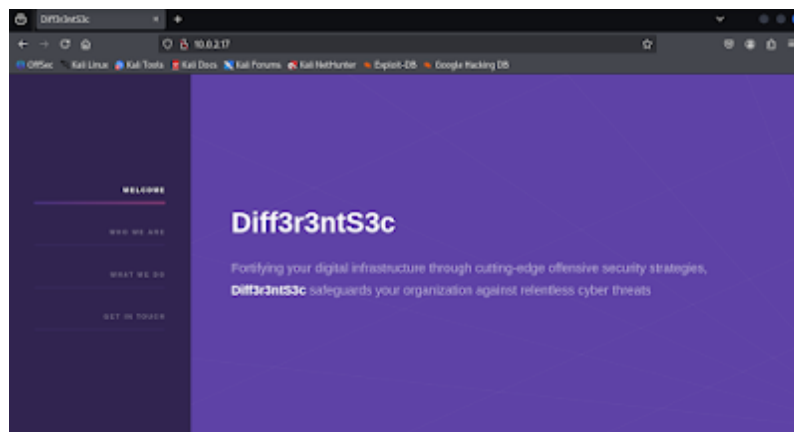 Diff3r3ntS3c
10.0.2.17
OffSec Kali Linux Kali Tools Kali Docs Kali Forums Kali NetHunter Exploit-DB Google Hacking DB
WELCOME
WHO WE ARE
WHAT WE DO
GET IN TOUCH
Diff3r3ntS3c
Fortifying your digital infrastructure through cutting-edge offensive security strategies,
Diff3r3ntS3c safeguards your organization against relentless cyber threats